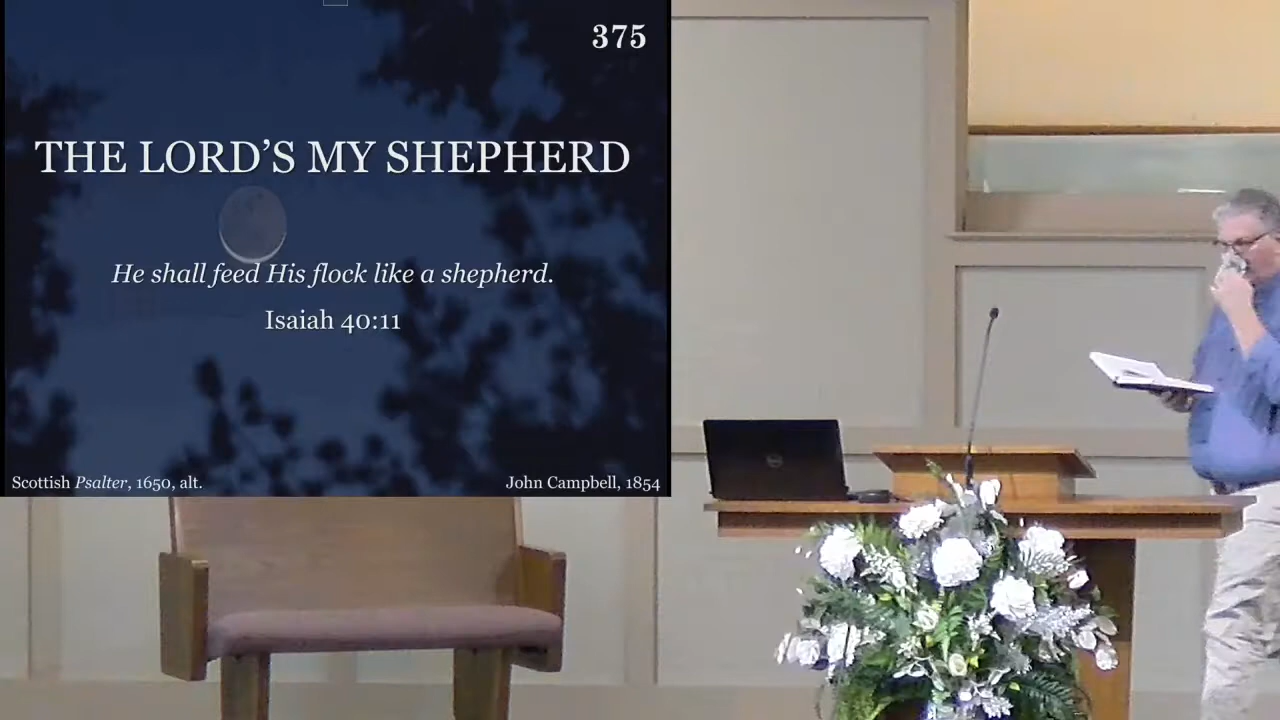 375
THE LORD’S MY SHEPHERD
He shall feed His flock like a shepherd.
Isaiah 40:11
Scottish Psalter, 1650, alt.
John Campbell, 1854